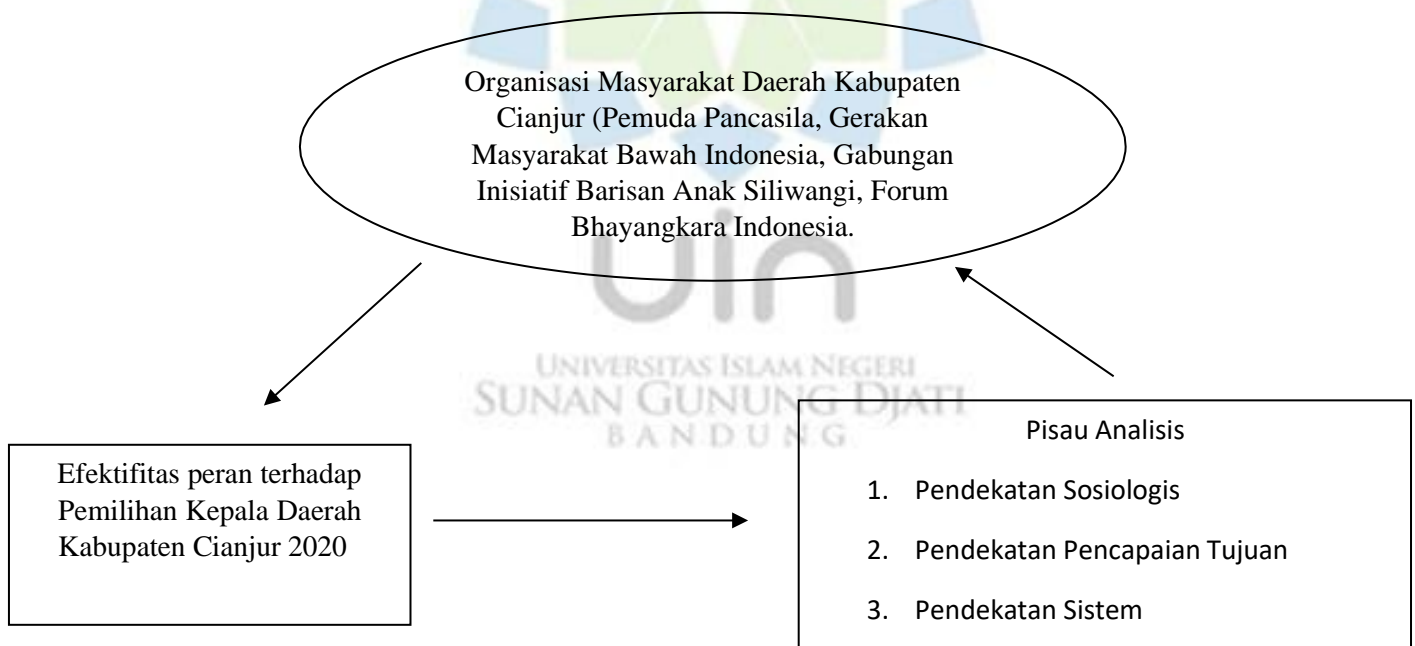 Organisasi Masyarakat Daerah Kabupaten
Cianjur (Pemuda Pancasila, Gerakan
Masyarakat Bawah Indonesia, Gabungan
Inisiatif Barisan Anak Siliwangi, Forum
Bhayangkara Indonesia.
uin
UNIVERSITAS ISLAM NEGERI
SUNAN GUNUNG DJATI
BANDUNG
Efektifitas peran terhadap
Pemilihan Kepala Daerah
Kabupaten Cianjur 2020
Pisau Analisis
1. Pendekatan Sosiologis
2. Pendekatan Pencapaian Tujuan
3. Pendekatan Sistem